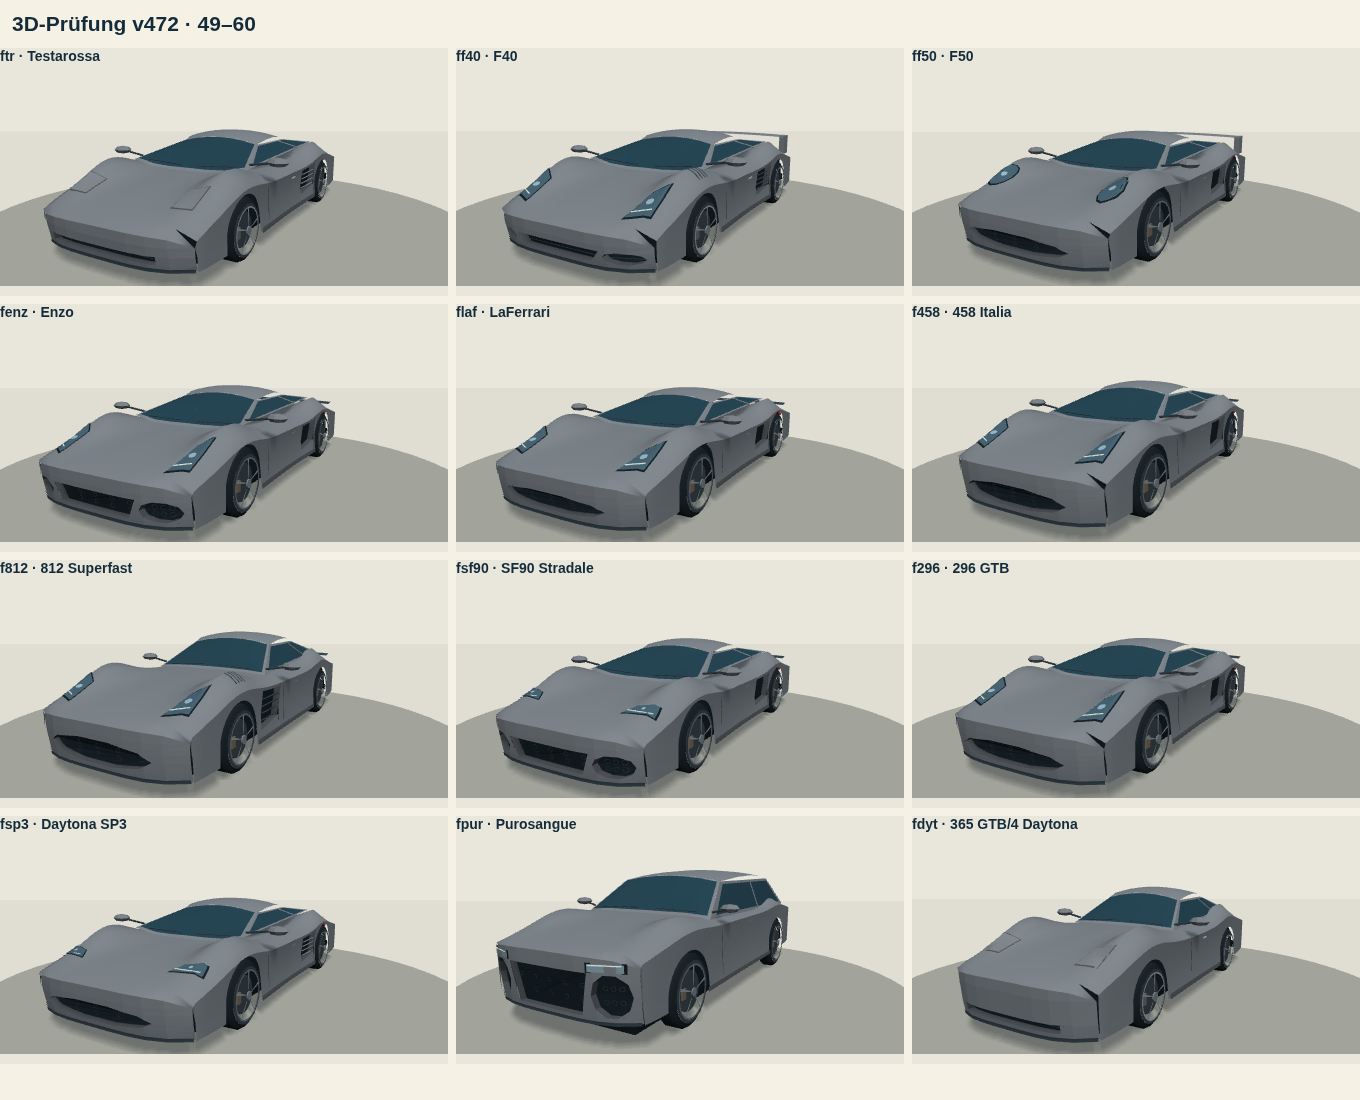 3D-Prüfung v472 · 49–60
ftr · Testarossa
ff40 · F40
ff50 · F50
fenz · Enzo
flaf · LaFerrari
f458 · 458 Italia
f812 · 812 Superfast
fsf90 · SF90 Stradale
f296 · 296 GTB
fsp3 · Daytona SP3
fpur · Purosangue
fdyt · 365 GTB/4 Daytona